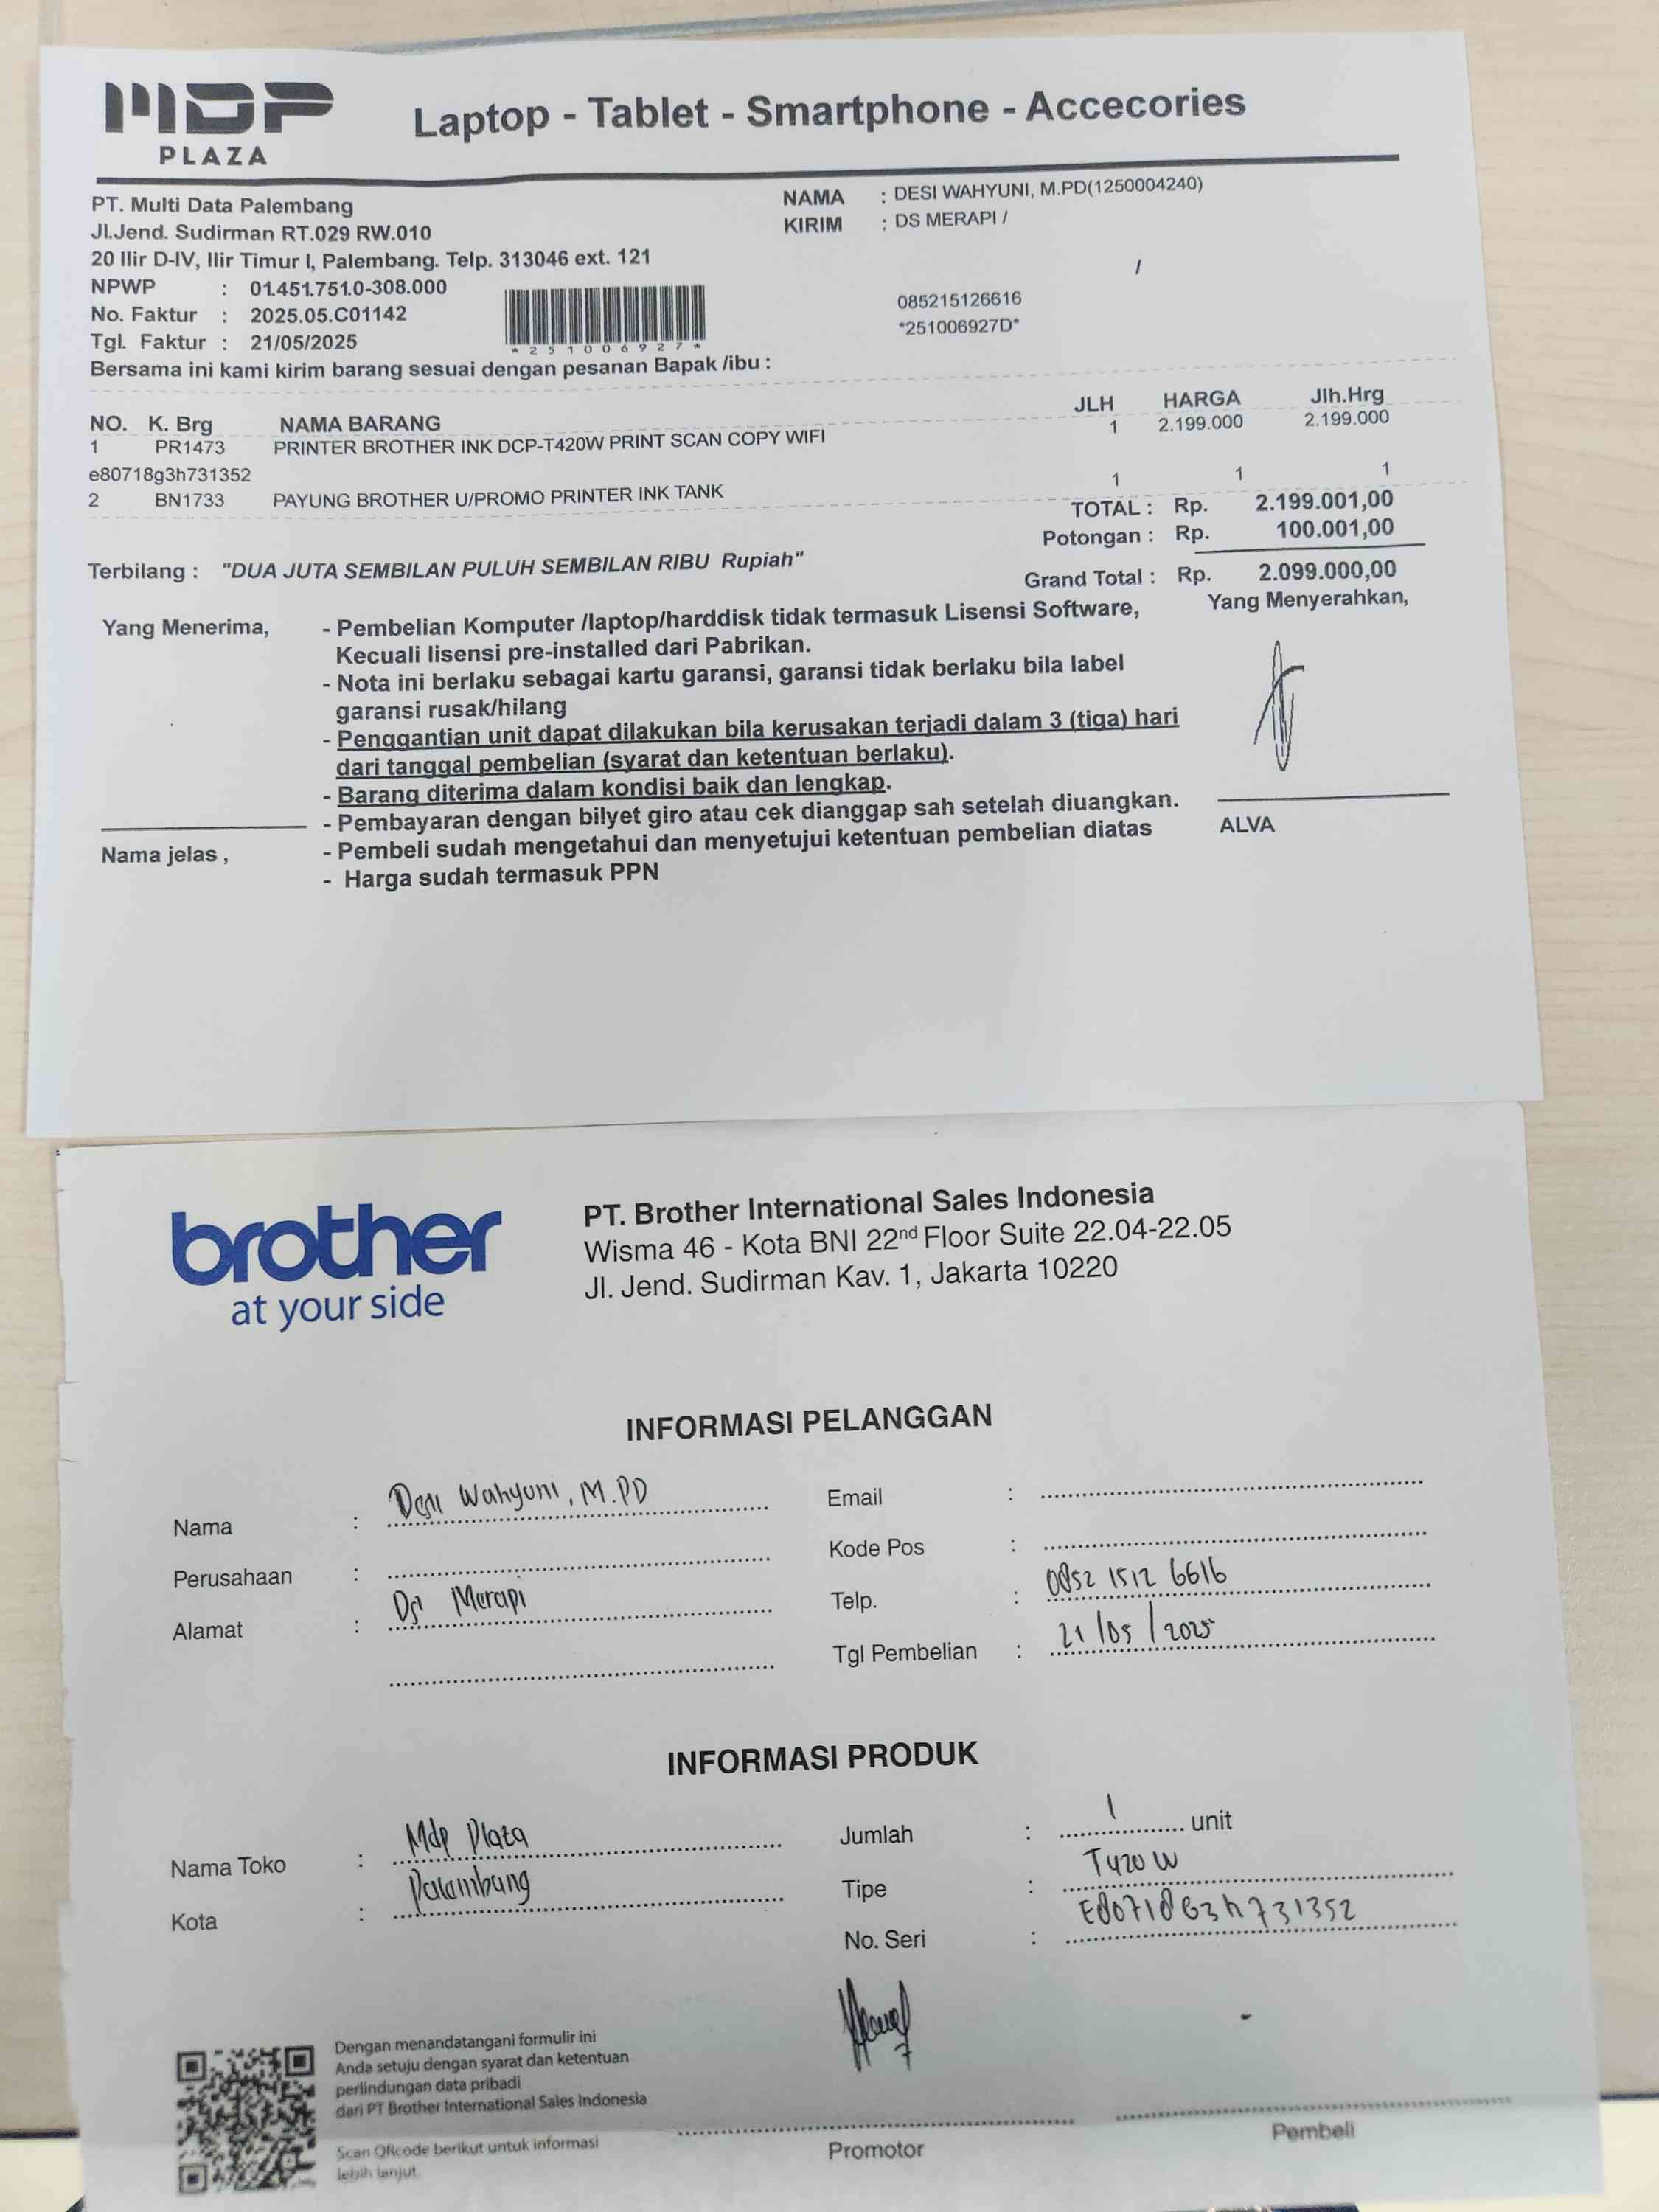 MDP
PLAZA
Laptop - Tablet - Smartphone - Accecories
PT. Multi Data Palembang
Jl.Jend. Sudirman RT.029 RW.010
20 Ilir D-IV, Ilir Timur I, Palembang. Telp. 313046 ext. 121
NPWP : 01.451.751.0-308.000
No. Faktur : 2025.05.C01142
Tgl. Faktur : 21/05/2025
*251006927*
NAMA : DESI WAHYUNI, M.PD(1250004240)
KIRIM : DS MERAPI /
/
085215126616
*251006927D*
Bersama ini kami kirim barang sesuai dengan pesanan Bapak /ibu :
NO. K. Brg NAMA BARANG JLH HARGA Jlh.Hrg
1 PR1473 PRINTER BROTHER INK DCP-T420W PRINT SCAN COPY WIFI 1 2.199.000 2.199.000
e80718g3h731352
2 BN1733 PAYUNG BROTHER U/PROMO PRINTER INK TANK 1 1 1
TOTAL : Rp. 2.199.001,00
Potongan : Rp. 100.001,00
Terbilang : "DUA JUTA SEMBILAN PULUH SEMBILAN RIBU Rupiah"
Grand Total : Rp. 2.099.000,00
Yang Menerima,
- Pembelian Komputer /laptop/harddisk tidak termasuk Lisensi Software,
Kecuali lisensi pre-installed dari Pabrikan.
- Nota ini berlaku sebagai kartu garansi, garansi tidak berlaku bila label
garansi rusak/hilang
- Penggantian unit dapat dilakukan bila kerusakan terjadi dalam 3 (tiga) hari
dari tanggal pembelian (syarat dan ketentuan berlaku).
- Barang diterima dalam kondisi baik dan lengkap.
- Pembayaran dengan bilyet giro atau cek dianggap sah setelah diuangkan.
- Pembeli sudah mengetahui dan menyetujui ketentuan pembelian diatas
- Harga sudah termasuk PPN
Nama jelas ,
Yang Menyerahkan,
ALVA
brother
at your side
PT. Brother International Sales Indonesia
Wisma 46 - Kota BNI 22nd Floor Suite 22.04-22.05
Jl. Jend. Sudirman Kav. 1, Jakarta 10220
INFORMASI PELANGGAN
Nama : Desi Wahyuni, M.PD
Perusahaan :
Alamat : Ds Merapi
Email :
Kode Pos :
Telp. : 0852 1512 6616
Tgl Pembelian : 21/05/2025
INFORMASI PRODUK
Nama Toko : Mdp Plaza
Kota : Palembang
Jumlah : 1 unit
Tipe : T420 W
No. Seri : E80718G3h731352
Dengan menandatangani formulir ini
Anda setuju dengan syarat dan ketentuan
perlindungan data pribadi
dari PT Brother International Sales Indonesia
Scan QRcode berikut untuk informasi
lebih lanjut.
Promotor
Pembeli